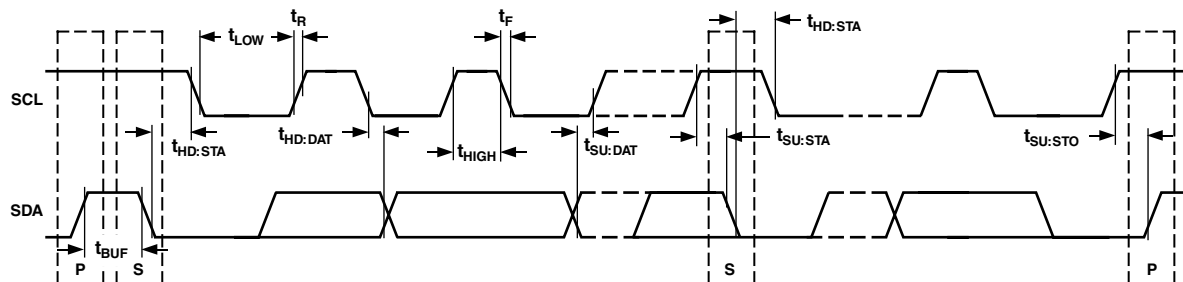 t_R t_F t_HD:STA
t_LOW
SCL
t_HD:STA t_HD:DAT t_HIGH t_SU:DAT t_SU:STA t_SU:STO
SDA
t_BUF
P S S P